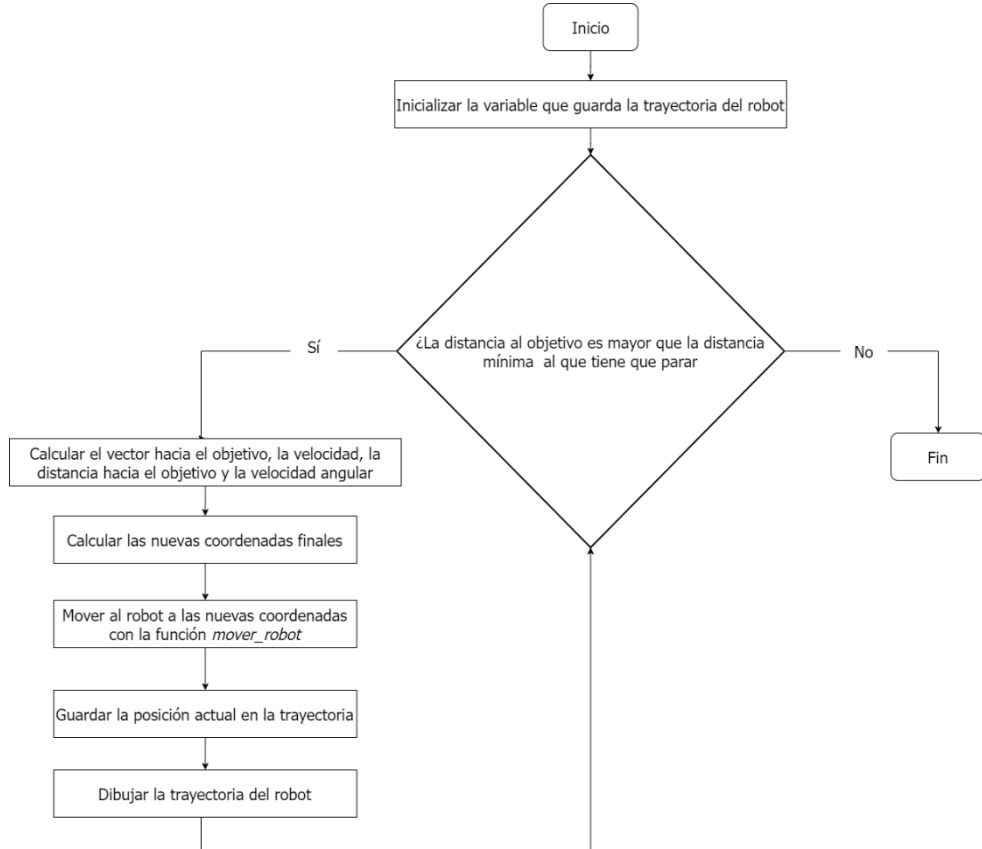 Inicio
Inicializar la variable que guarda la trayectoria del robot
¿La distancia al objetivo es mayor que la distancia
mínima al que tiene que parar
Sí
No
Calcular el vector hacia el objetivo, la velocidad, la
distancia hacia el objetivo y la velocidad angular
Fin
Calcular las nuevas coordenadas finales
Mover al robot a las nuevas coordenadas
con la función mover_robot
Guardar la posición actual en la trayectoria
Dibujar la trayectoria del robot